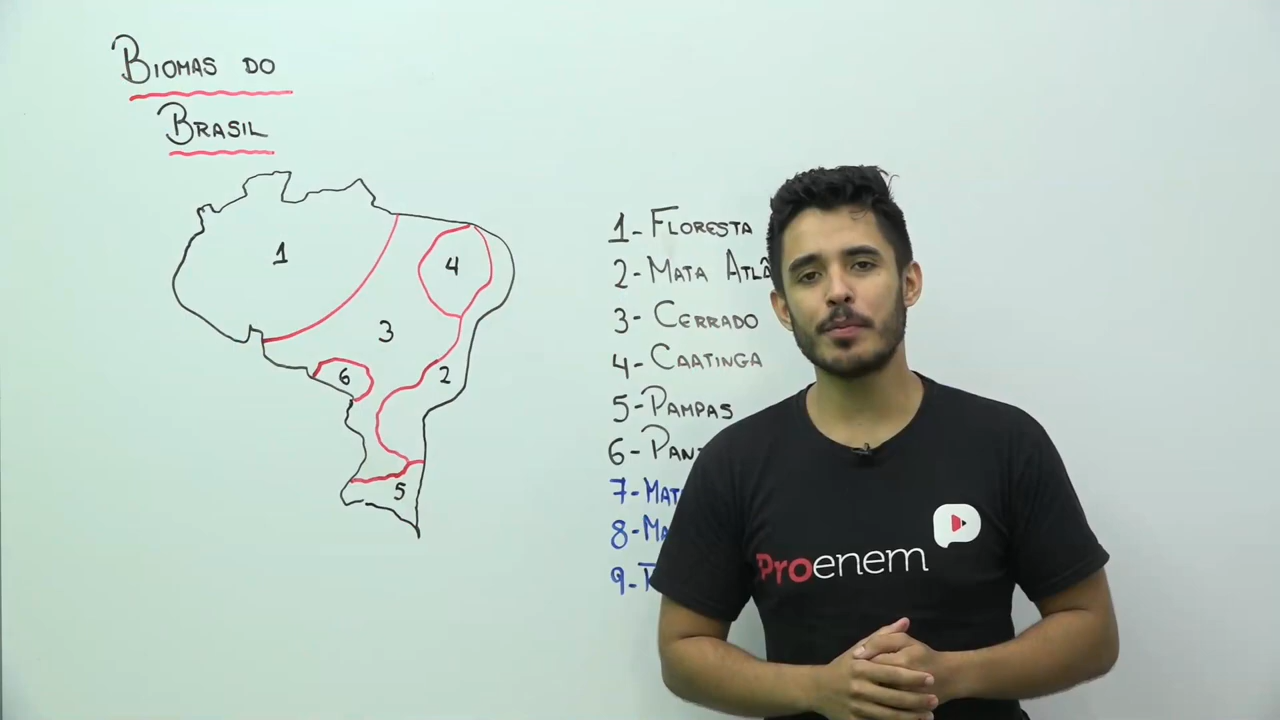 Biomas do
Brasil
1
4
3
6
2
5
1- Floresta
2- Mata Atlâ
3- Cerrado
4- Caatinga
5- Pampas
6- Pan
7- Mat
8- Ma
9-
Proenem